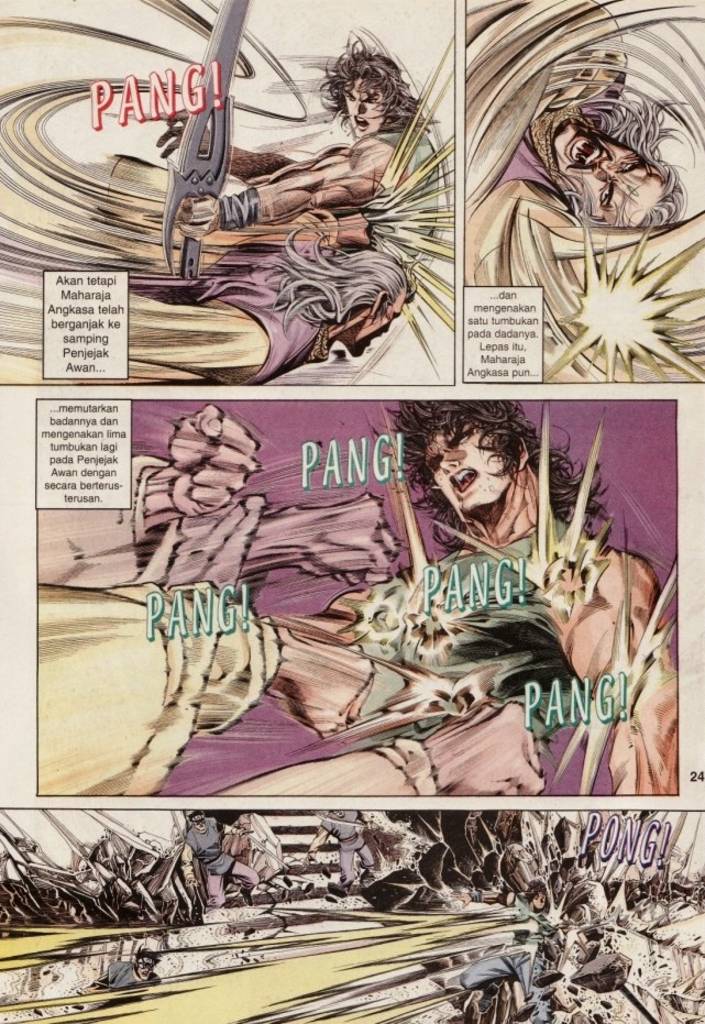 PANG!
Akan tetapi
Maharaja
Angkasa telah
berganjak ke
samping
Penjejak
Awan...
...dan
mengenakan
satu tumbukan
pada dadanya.
Lepas itu,
Maharaja
Angkasa pun...
...memutarkan
badannya dan
mengenakan lima
tumbukan lagi
pada Penjejak
Awan dengan
secara berterus-
terusan.
PANG!
PANG!
PANG!
PANG!
24
PONG!